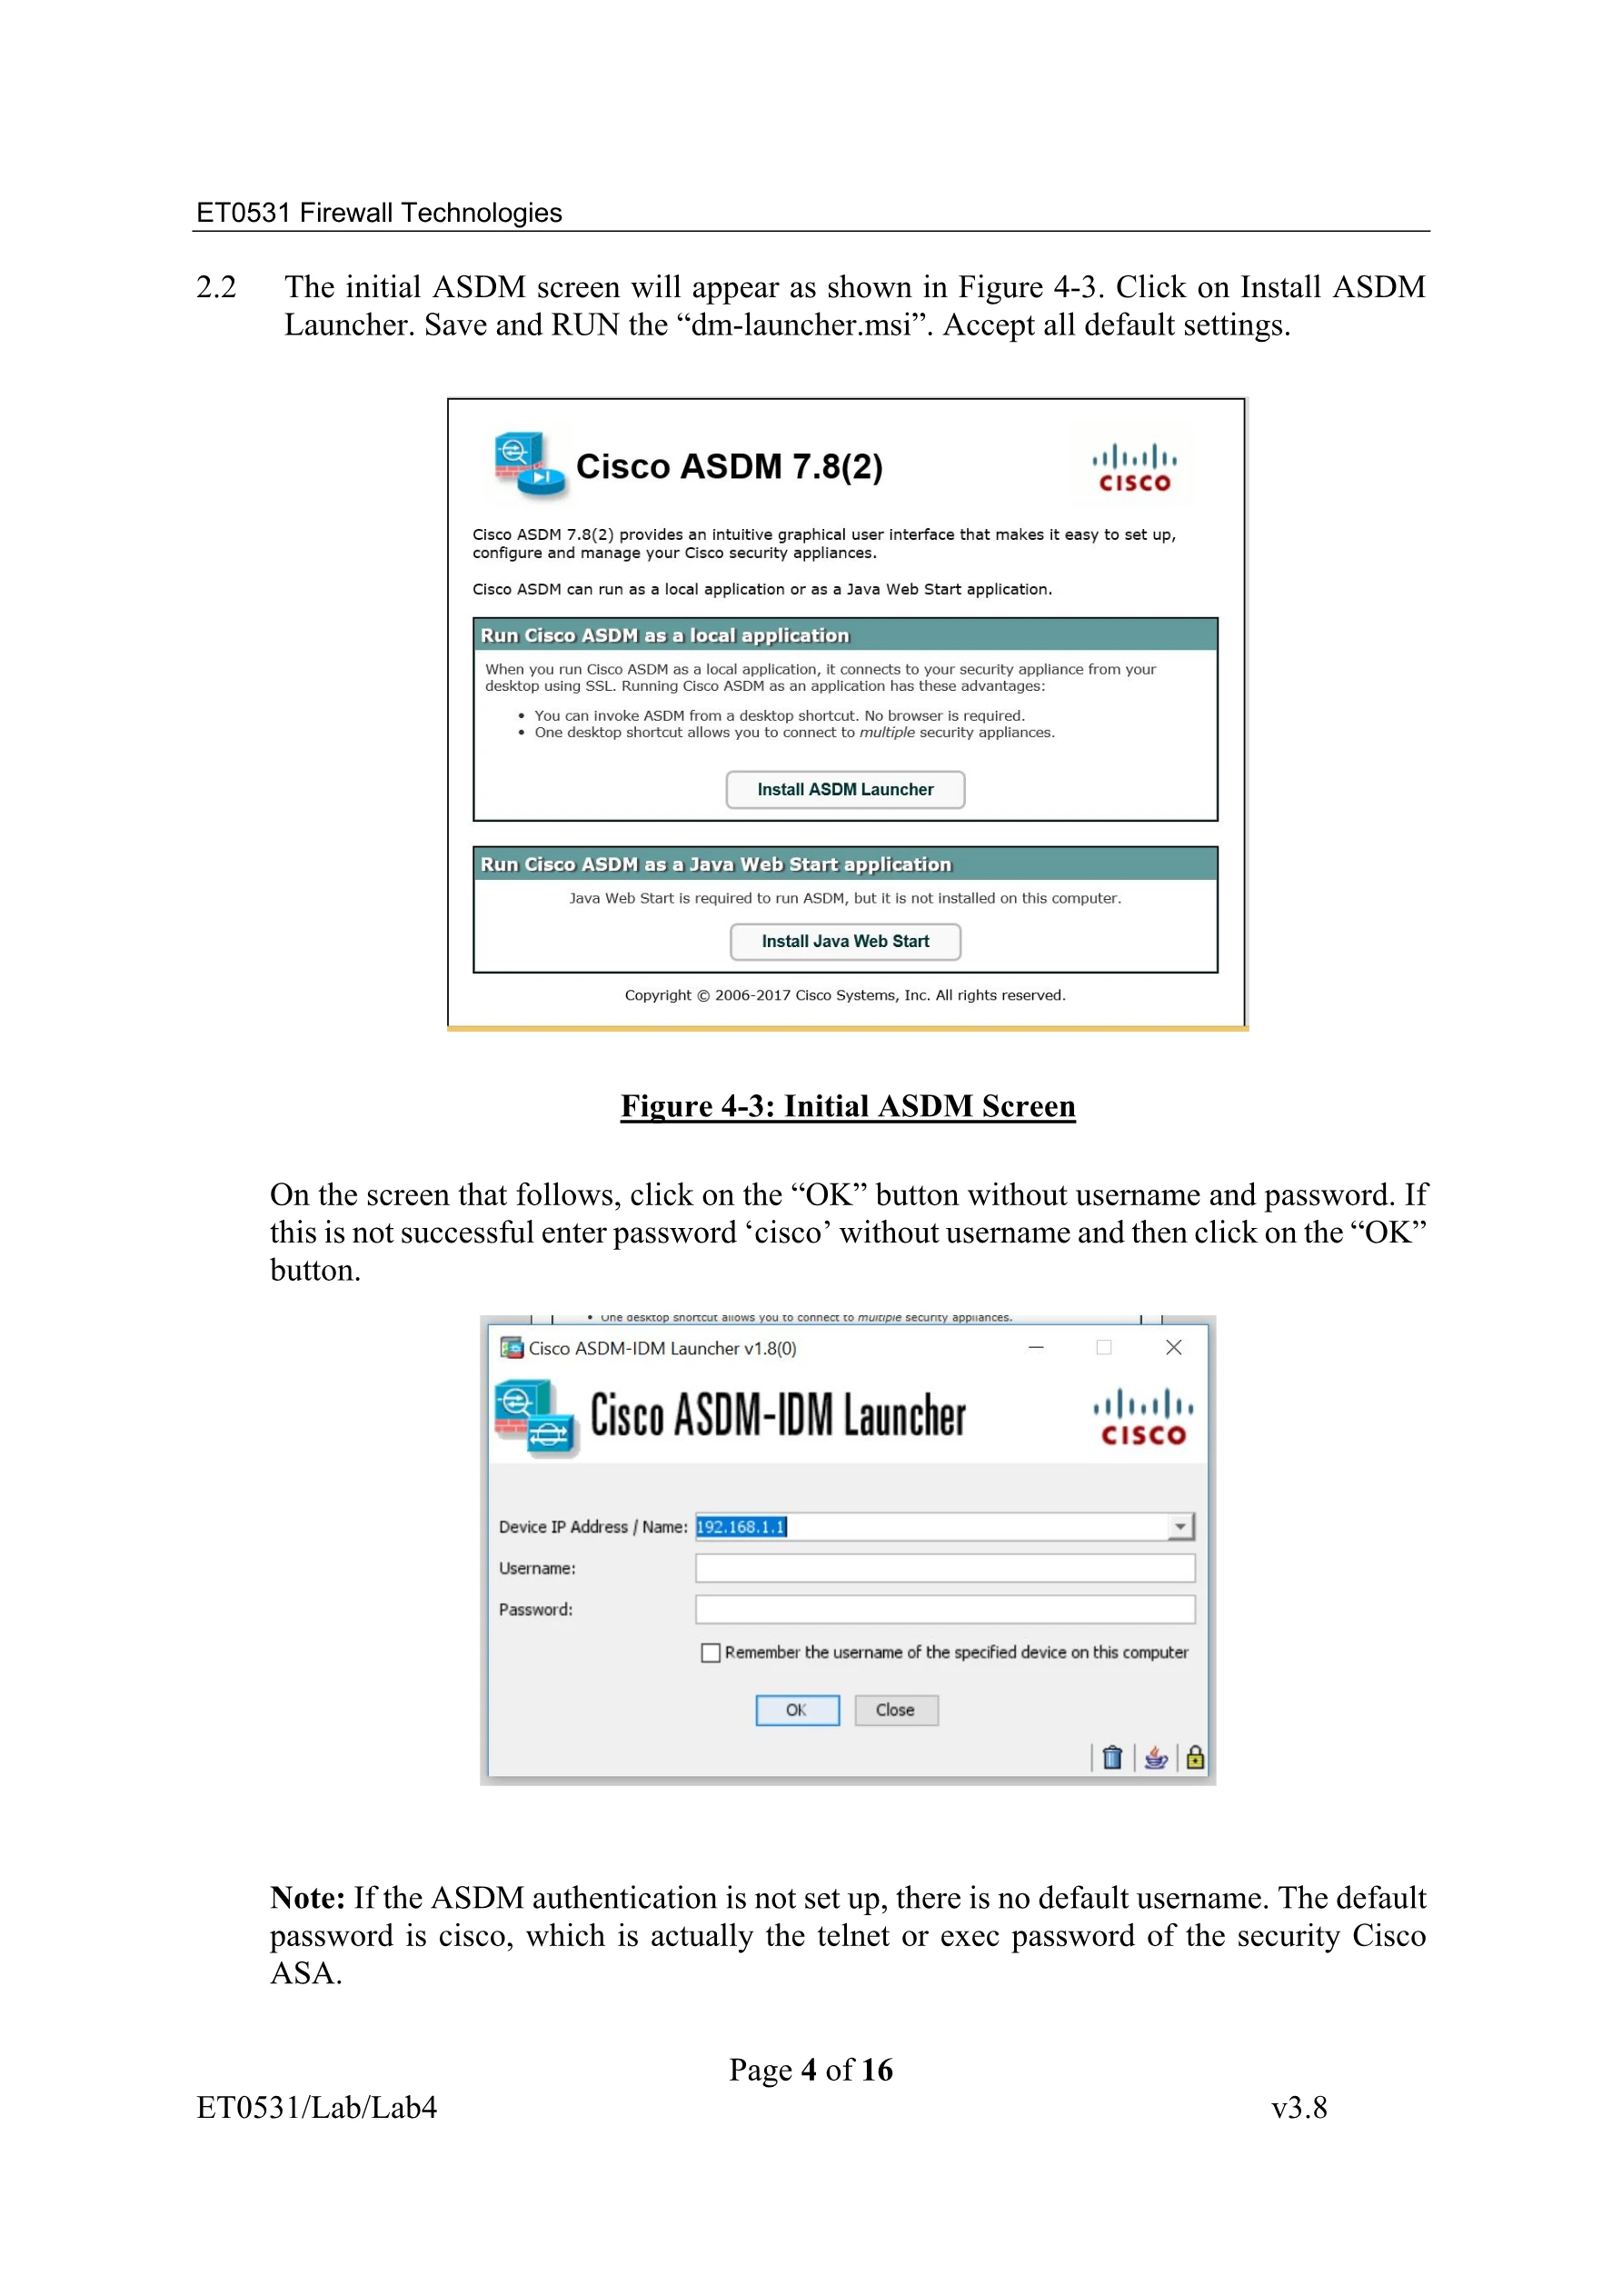 ET0531 Firewall Technologies
2.2 The initial ASDM screen will appear as shown in Figure 4-3. Click on Install ASDM
Launcher. Save and RUN the “dm-launcher.msi”. Accept all default settings.
Cisco ASDM 7.8(2)
CISCO
Cisco ASDM 7.8(2) provides an intuitive graphical user interface that makes it easy to set up,
configure and manage your Cisco security appliances.
Cisco ASDM can run as a local application or as a Java Web Start application.
Run Cisco ASDM as a local application
When you run Cisco ASDM as a local application, it connects to your security appliance from your
desktop using SSL. Running Cisco ASDM as an application has these advantages:
• You can invoke ASDM from a desktop shortcut. No browser is required.
• One desktop shortcut allows you to connect to multiple security appliances.
Install ASDM Launcher
Run Cisco ASDM as a Java Web Start application
Java Web Start is required to run ASDM, but it is not installed on this computer.
Install Java Web Start
Copyright © 2006-2017 Cisco Systems, Inc. All rights reserved.
Figure 4-3: Initial ASDM Screen
On the screen that follows, click on the “OK” button without username and password. If
this is not successful enter password ‘cisco’ without username and then click on the “OK”
button.
• One desktop shortcut allows you to connect to multiple security appliances.
Cisco ASDM-IDM Launcher v1.8(0)
Cisco ASDM-IDM Launcher
CISCO
Device IP Address / Name: 192.168.1.1
Username:
Password:
Remember the username of the specified device on this computer
OK Close
Note: If the ASDM authentication is not set up, there is no default username. The default
password is cisco, which is actually the telnet or exec password of the security Cisco
ASA.
Page 4 of 16
ET0531/Lab/Lab4 v3.8